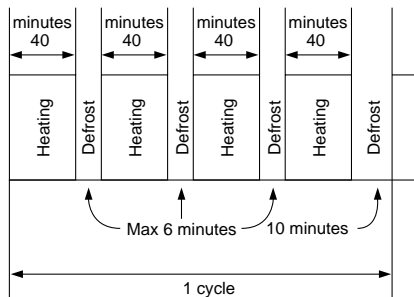 minutes minutes minutes minutes
40 40 40 40
Heating Defrost Heating Defrost Heating Defrost Heating Defrost
Max 6 minutes 10 minutes
1 cycle